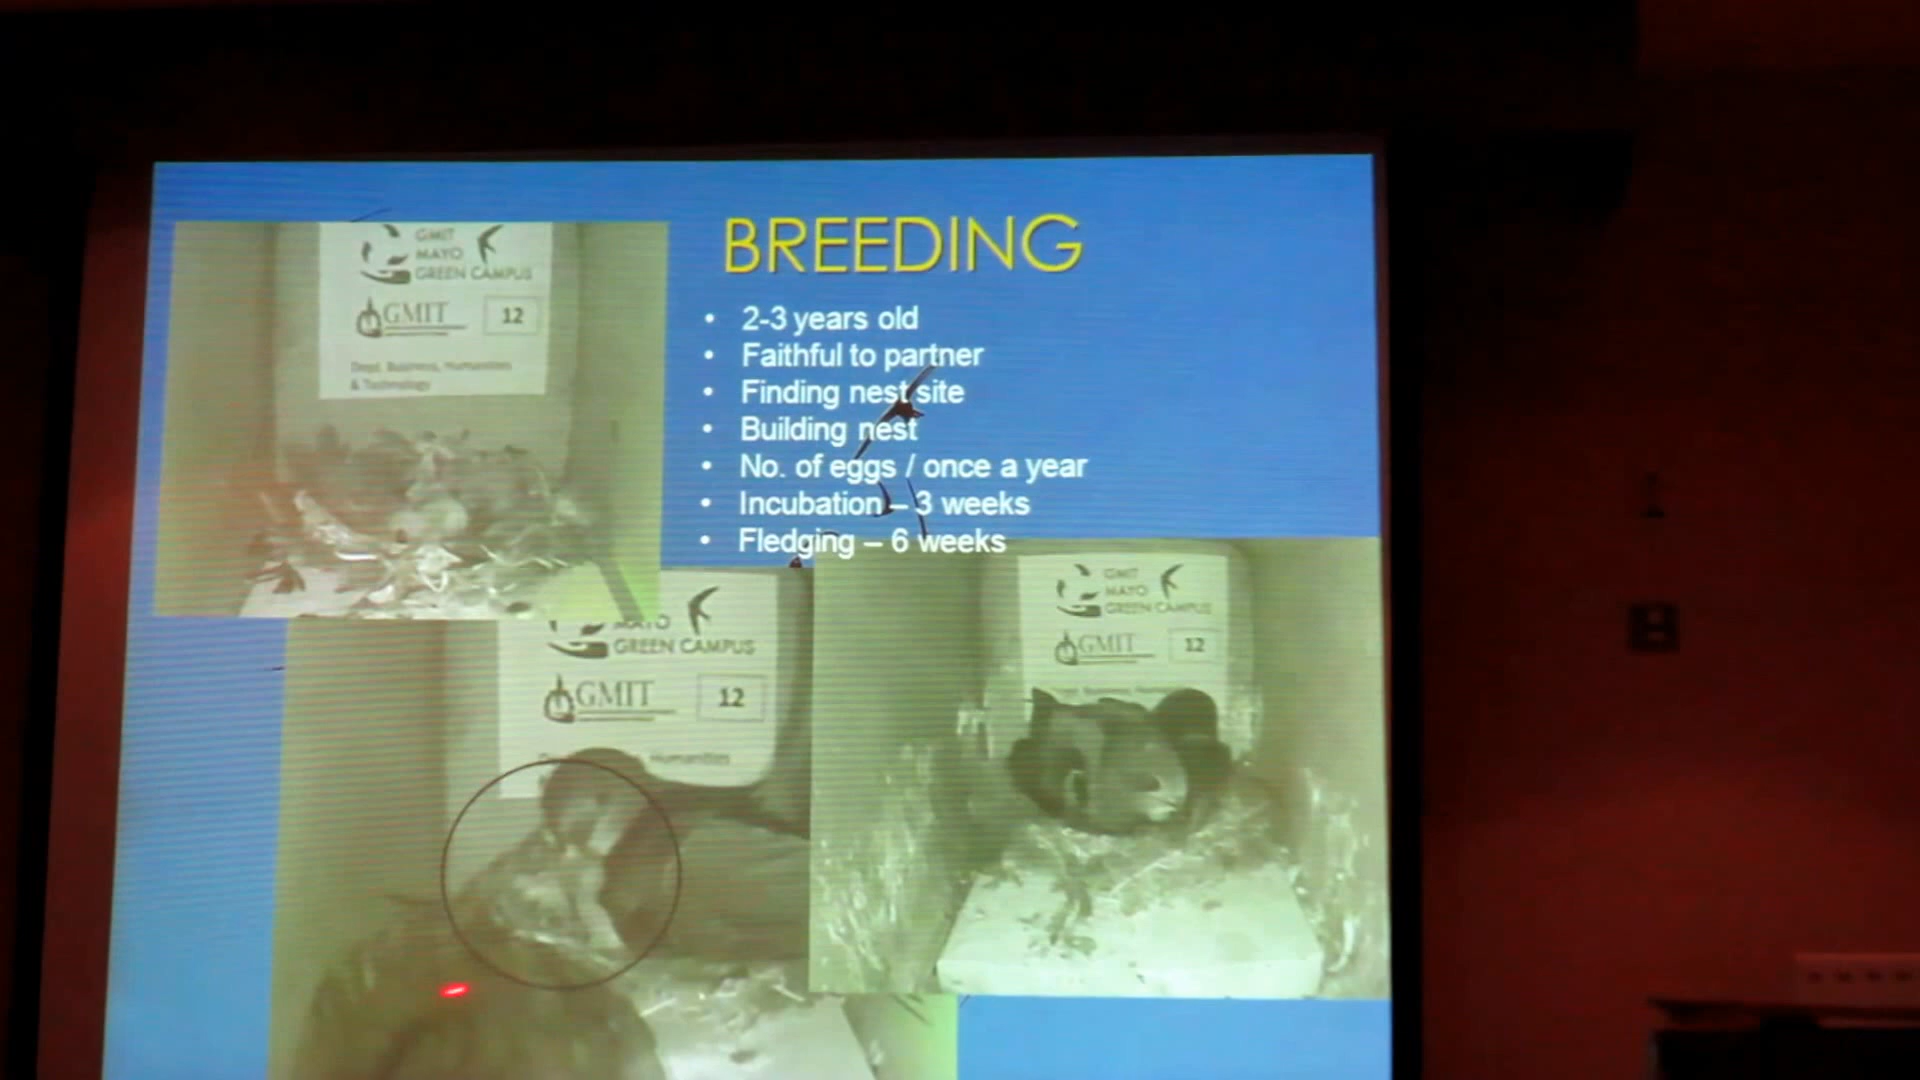 BREEDING
• 2-3 years old
• Faithful to partner
• Finding nest site
• Building nest
• No. of eggs / once a year
• Incubation – 3 weeks
• Fledging – 6 weeks
GMIT
MAYO
GREEN CAMPUS
GMIT 12
Dept. Business, Humanities
& Technology
MAYO
GREEN CAMPUS
GMIT 12
Humanities
GMIT
MAYO
GREEN CAMPUS
GMIT 12